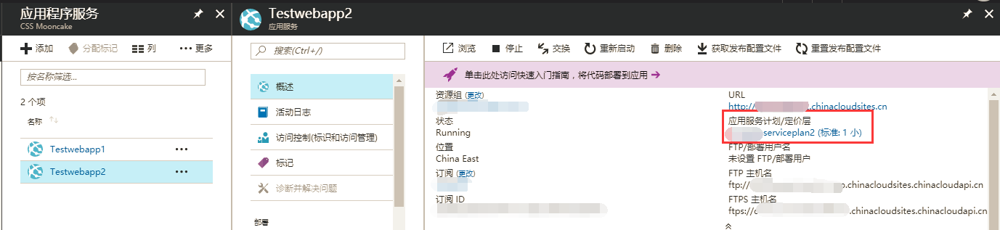 应用程序服务
CSS Mooncake
添加
分配标记
列
更多
按名称筛选...
2 个项
名称
Testwebapp1
Testwebapp2
Testwebapp2
应用服务
搜索(Ctrl+/)
概述
活动日志
访问控制(标识和访问管理)
标记
诊断并解决问题
部署
浏览 停止 交换 重新启动 删除 获取发布配置文件 重置发布配置文件
单击此处访问快速入门指南，将代码部署到应用
资源组 (更改)
状态
Running
位置
China East
订阅 (更改)
订阅 ID
URL
http://.chinacloudsites.cn
应用服务计划/定价层
serviceplan2 (标准: 1 小)
FTP/部署用户名
未设置 FTP/部署用户
FTP 主机名
ftp://.chinacloudsites.chinacloudapi.cn
FTPS 主机名
ftps://.chinacloudsites.chinacloudapi.cn